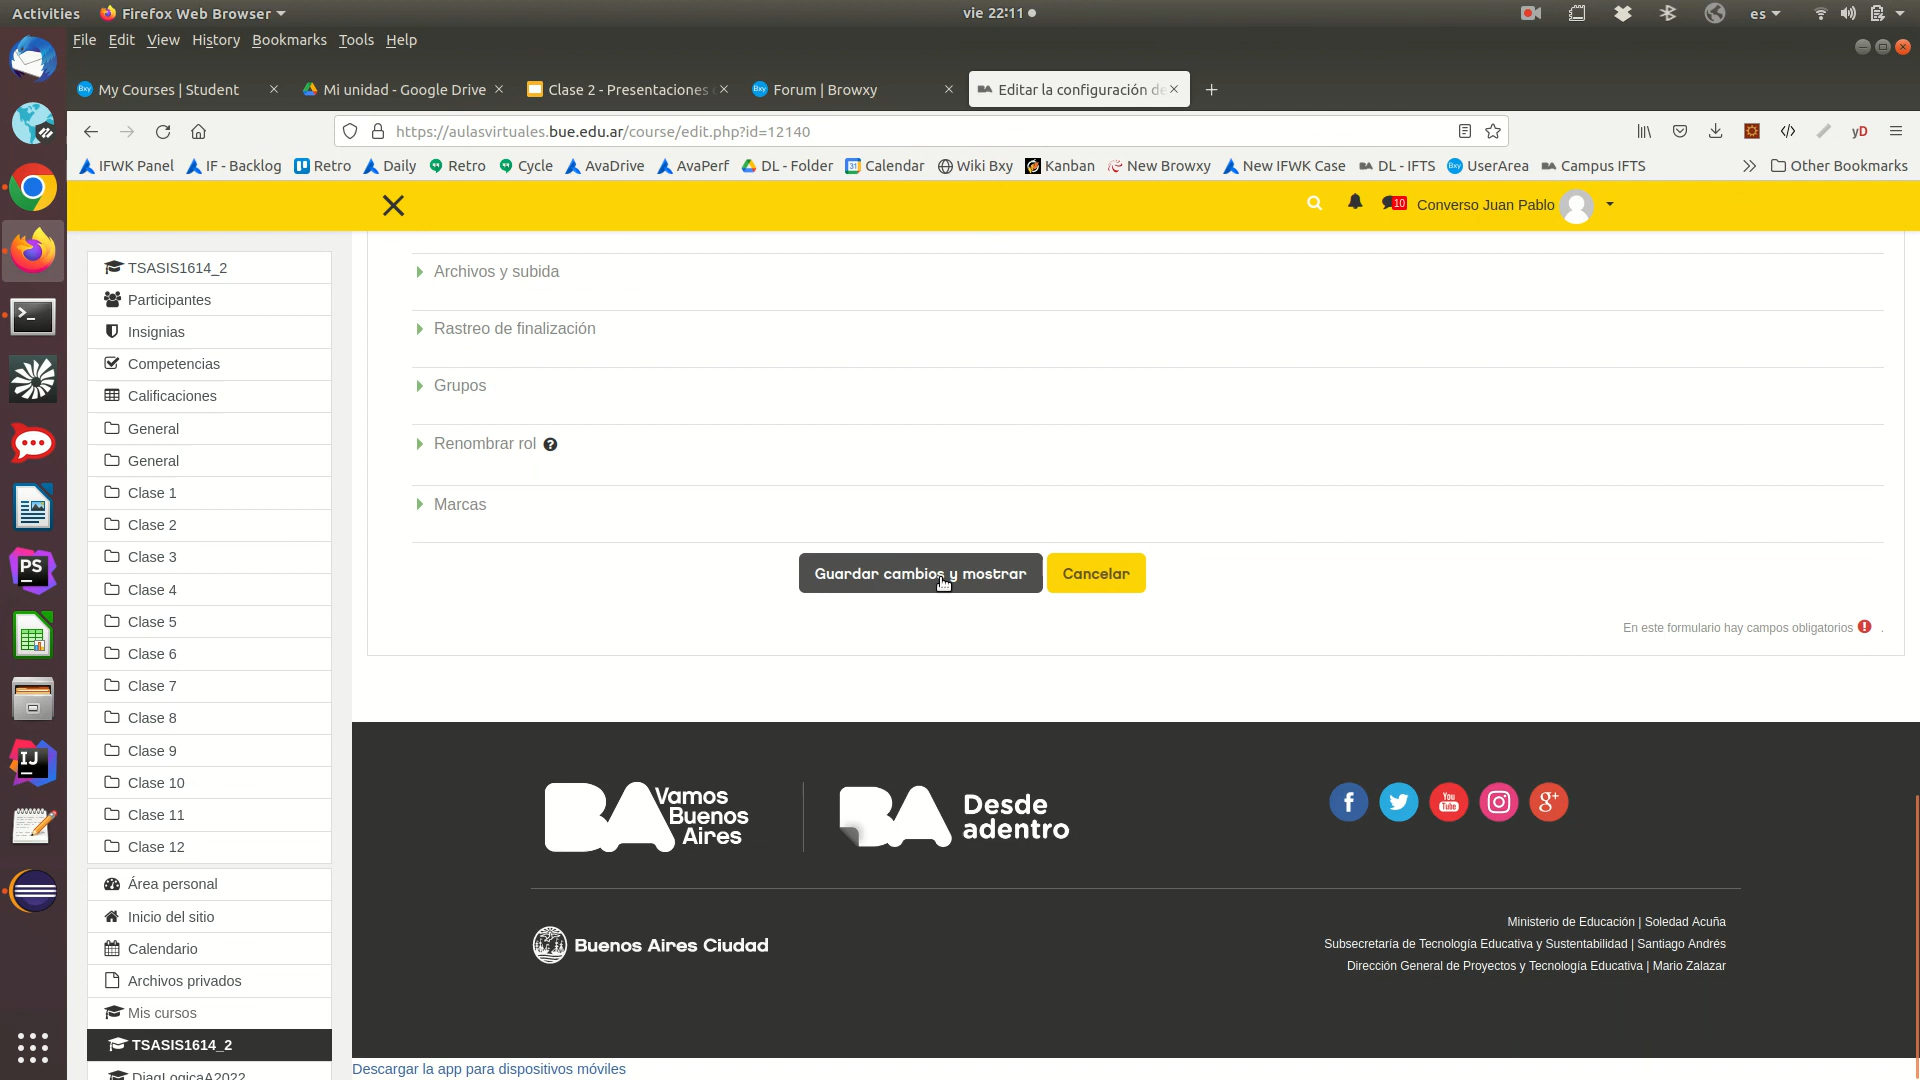 Activities
Firefox Web Browser
vie 22:11
es
File Edit View History Bookmarks Tools Help
My Courses | Student
Mi unidad - Google Drive
Clase 2 - Presentaciones
Forum | Browxy
Editar la configuración de
https://aulasvirtuales.bue.edu.ar/course/edit.php?id=12140
yD
IFWK Panel
IF - Backlog
Retro
Daily
Retro
Cycle
AvaDrive
AvaPerf
DL - Folder
Calendar
Wiki Bxy
Kanban
New Browxy
New IFWK Case
DL - IFTS
UserArea
Campus IFTS
Other Bookmarks
10
Converso Juan Pablo
TSASIS1614_2
Participantes
Insignias
Competencias
Calificaciones
General
General
Clase 1
Clase 2
Clase 3
Clase 4
Clase 5
Clase 6
Clase 7
Clase 8
Clase 9
Clase 10
Clase 11
Clase 12
Área personal
Inicio del sitio
Calendario
Archivos privados
Mis cursos
TSASIS1614_2
DiagLogicaA2022
Archivos y subida
Rastreo de finalización
Grupos
Renombrar rol
Marcas
Guardar cambios y mostrar
Cancelar
En este formulario hay campos obligatorios .
BA Vamos
Buenos
Aires
BA Desde
adentro
Buenos Aires Ciudad
Ministerio de Educación | Soledad Acuña
Subsecretaría de Tecnología Educativa y Sustentabilidad | Santiago Andrés
Dirección General de Proyectos y Tecnología Educativa | Mario Zalazar
Descargar la app para dispositivos móviles
PS
IJ